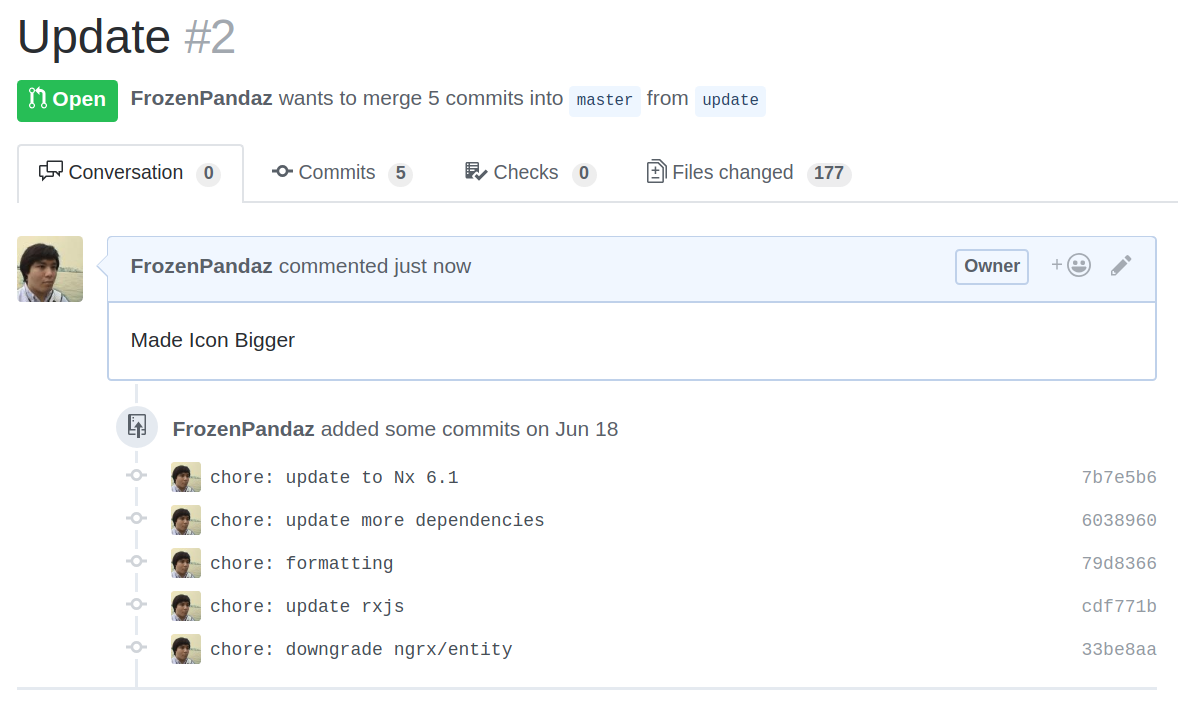 Update #2
Open FrozenPandaz wants to merge 5 commits into master from update
Conversation 0 Commits 5 Checks 0 Files changed 177
FrozenPandaz commented just now Owner +
Made Icon Bigger
FrozenPandaz added some commits on Jun 18
chore: update to Nx 6.1 7b7e5b6
chore: update more dependencies 6038960
chore: formatting 79d8366
chore: update rxjs cdf771b
chore: downgrade ngrx/entity 33be8aa